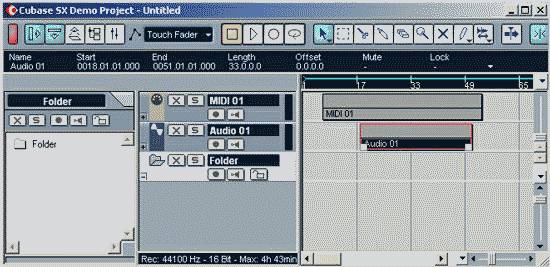 Cubase SX Demo Project - Untitled
Touch Fader
Name Start End Length Offset Mute Lock
Audio 01 0018.01.01.000 0051.01.01.000 33.0.0.0 0.0.0.0 - -
1 17 33 49 65
Folder
X S MIDI 01
MIDI 01
X S
X S Audio 01
Audio 01
Folder
X S Folder
Rec: 44100 Hz - 16 Bit - Max: 4h 43min